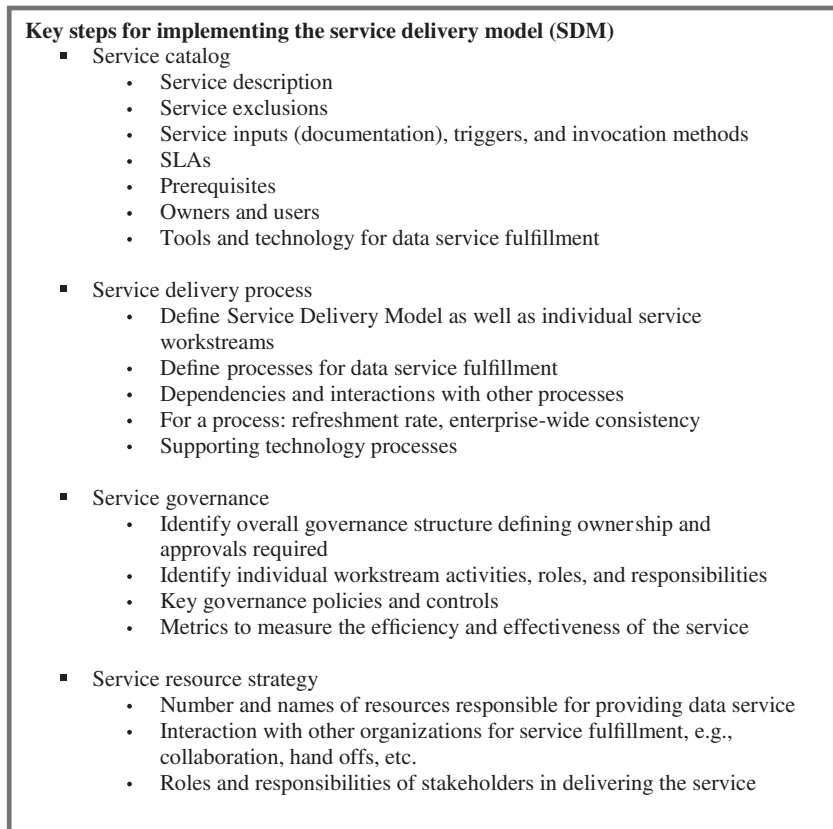 Key steps for implementing the service delivery model (SDM)
▪ Service catalog
• Service description
• Service exclusions
• Service inputs (documentation), triggers, and invocation methods
• SLAs
• Prerequisites
• Owners and users
• Tools and technology for data service fulfillment
▪ Service delivery process
• Define Service Delivery Model as well as individual service
workstreams
• Define processes for data service fulfillment
• Dependencies and interactions with other processes
• For a process: refreshment rate, enterprise-wide consistency
• Supporting technology processes
▪ Service governance
• Identify overall governance structure defining ownership and
approvals required
• Identify individual workstream activities, roles, and responsibilities
• Key governance policies and controls
• Metrics to measure the efficiency and effectiveness of the service
▪ Service resource strategy
• Number and names of resources responsible for providing data service
• Interaction with other organizations for service fulfillment, e.g.,
collaboration, hand offs, etc.
• Roles and responsibilities of stakeholders in delivering the service